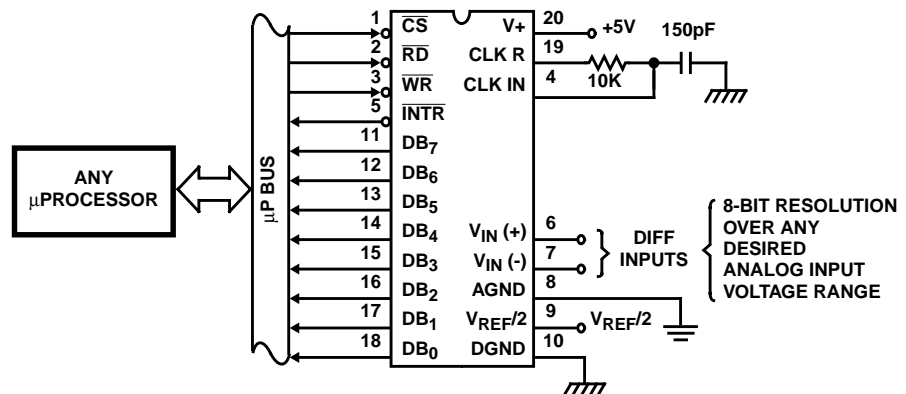 ANY
µPROCESSOR
µP BUS
1 CS
2 RD
3 WR
5 INTR
11 DB7
12 DB6
13 DB5
14 DB4
15 DB3
16 DB2
17 DB1
18 DB0
V+ 20 +5V
CLK R 19
10K
150pF
CLK IN 4
VIN (+) 6
VIN (-) 7
DIFF
INPUTS
8-BIT RESOLUTION
OVER ANY
DESIRED
ANALOG INPUT
VOLTAGE RANGE
AGND 8
VREF/2 9 VREF/2
DGND 10